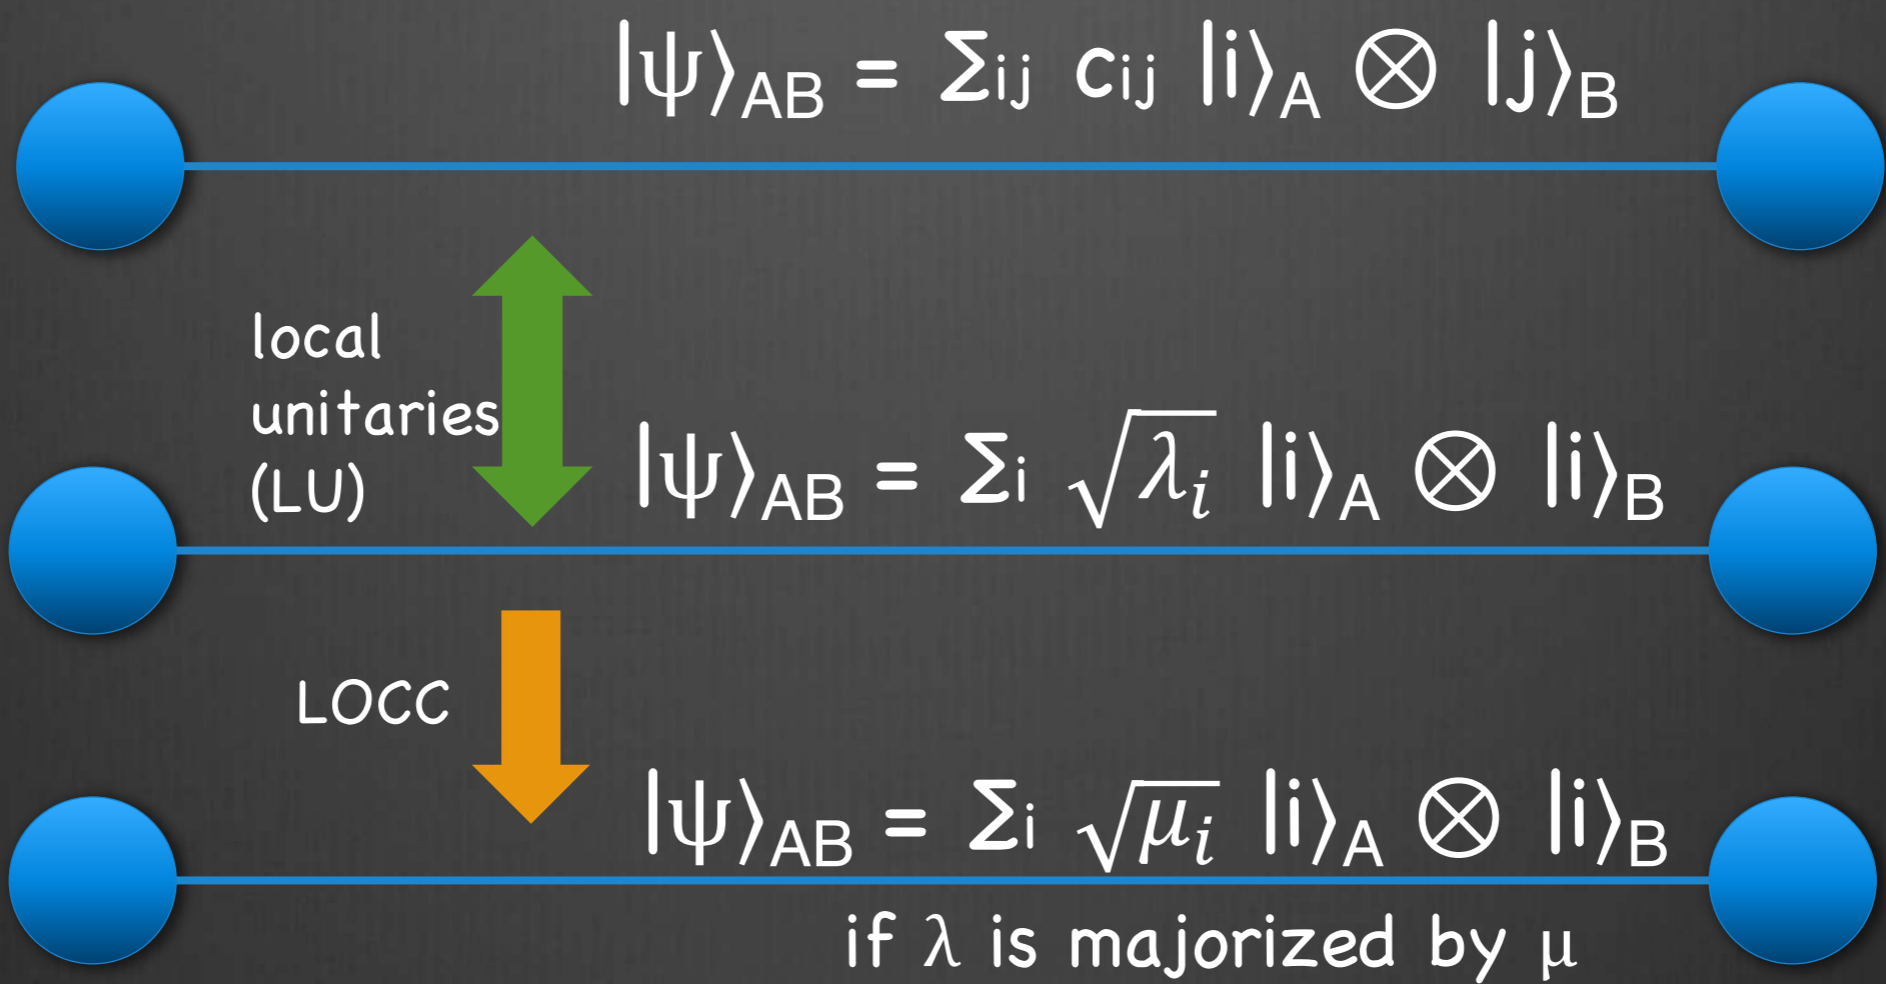 |ψ⟩AB = Σij cij |i⟩A ⊗ |j⟩B
local
unitaries
(LU)
|ψ⟩AB = Σi √λi |i⟩A ⊗ |i⟩B
LOCC
|ψ⟩AB = Σi √μi |i⟩A ⊗ |i⟩B
if λ is majorized by μ